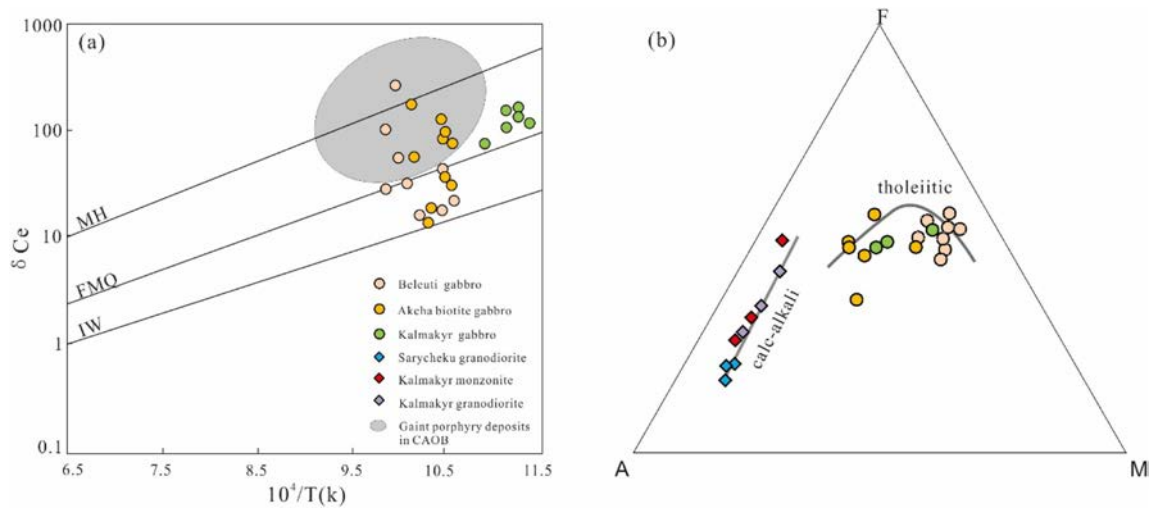 (a)
1000
100
10
1
0.1
δ Ce
MH
FMQ
IW
Beleuti gabbro
Akcha biotite gabbro
Kalmakyr gabbro
Sarycheku granodiorite
Kalmakyr monzonite
Kalmakyr granodiorite
Gaint porphyry deposits
in CAOB
6.5
7.5
8.5
9.5
10.5
11.5
10⁴/T(k)
(b)
F
tholeiitic
calc-alkali
A
M